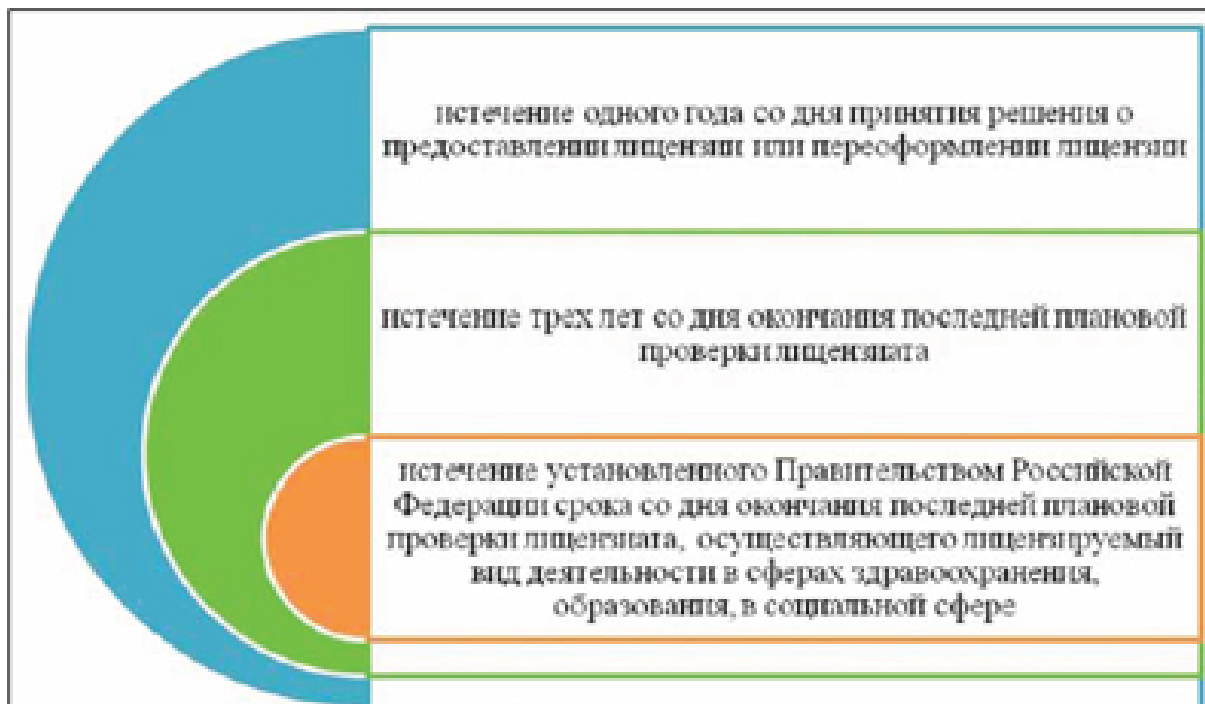 истечение одного года со дня принятия решения о
предоставлении лицензии или переоформлении лицензии
истечение трех лет со дня окончания последней плановой
проверки лицензиата
истечение установленного Правительством Российской
Федерации срока со дня окончания последней плановой
проверки лицензиата, осуществляющего лицензируемый
вид деятельности в сферах здравоохранения,
образования, в социальной сфере